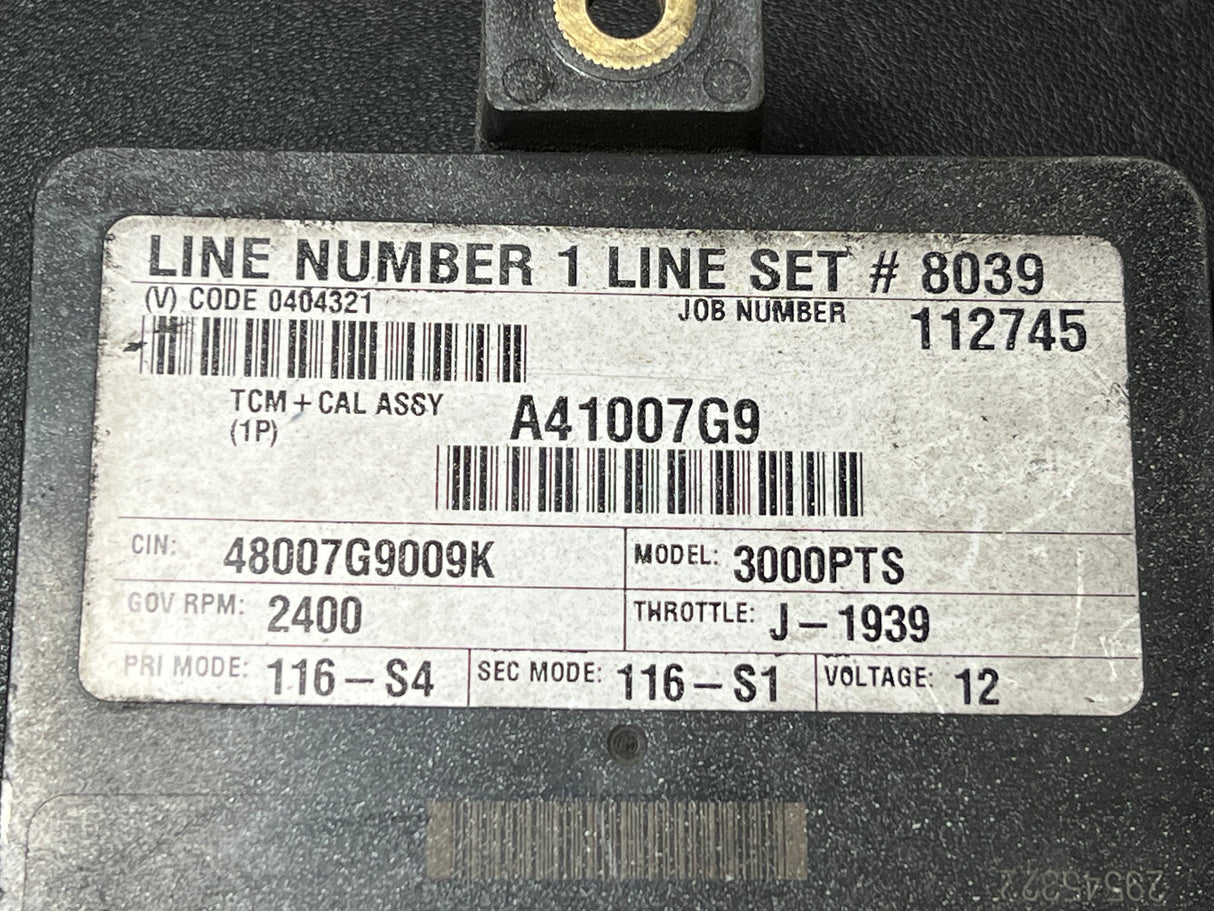 LINE NUMBER 1 LINE SET # 8039
(V) CODE 0404321
JOB NUMBER 112745
TCM + CAL ASSY A41007G9
(1P)
CIN: 48007G9009K MODEL: 3000PTS
GOV RPM: 2400 THROTTLE: J-1939
PRI MODE: 116-S4 SEC MODE: 116-S1 VOLTAGE: 12
29545322